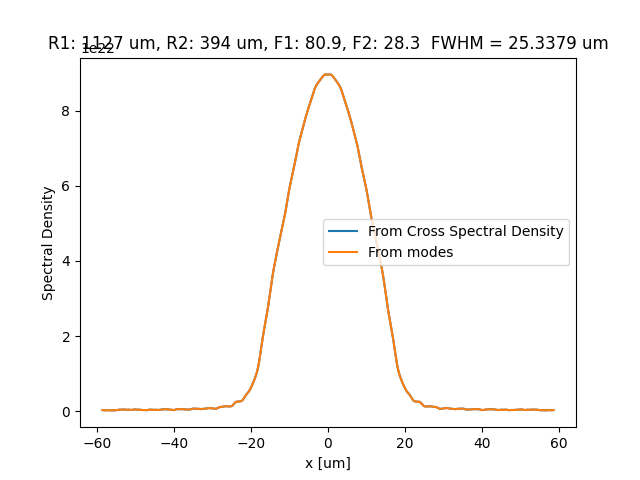 R1: 1127 um, R2: 394 um, F1: 80.9, F2: 28.3  FWHM = 25.3379 um
1e22
8
6
4
2
0
Spectral Density
From Cross Spectral Density
From modes
−60 −40 −20 0 20 40 60
x [um]